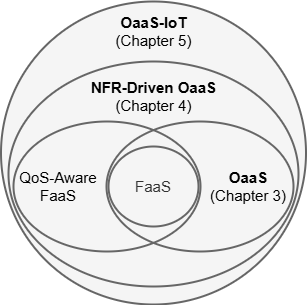 OaaS-IoT
(Chapter 5)
NFR-Driven OaaS
(Chapter 4)
QoS-Aware
FaaS
FaaS
OaaS
(Chapter 3)